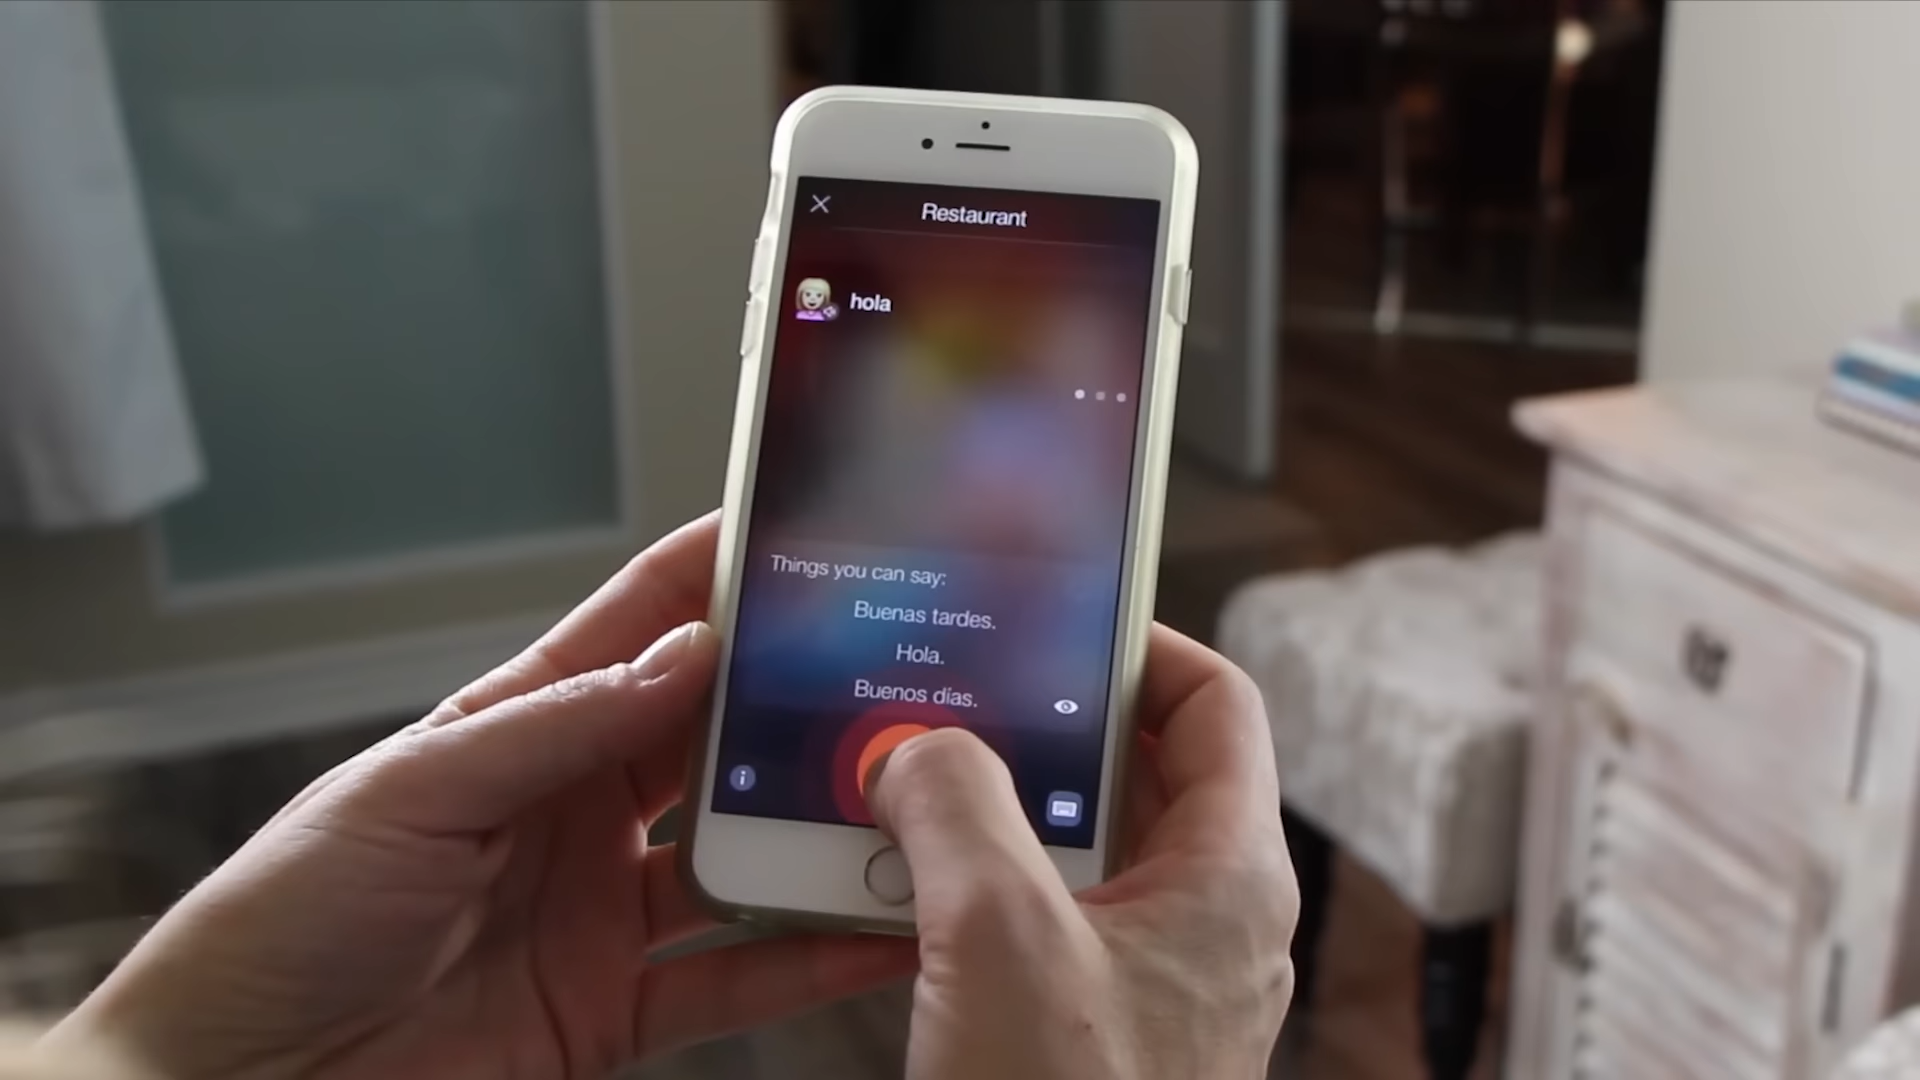 Restaurant
hola
Things you can say:
Buenas tardes.
Hola.
Buenos días.